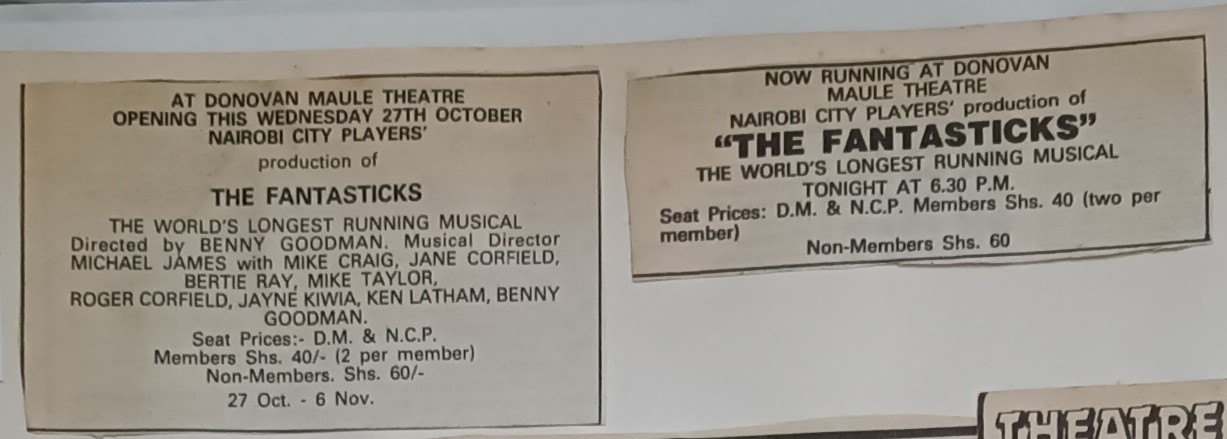 AT DONOVAN MAULE THEATRE
OPENING THIS WEDNESDAY 27TH OCTOBER
NAIROBI CITY PLAYERS'
production of
THE FANTASTICKS
THE WORLD'S LONGEST RUNNING MUSICAL
Directed by BENNY GOODMAN. Musical Director
MICHAEL JAMES with MIKE CRAIG, JANE CORFIELD,
BERTIE RAY, MIKE TAYLOR,
ROGER CORFIELD, JAYNE KIWIA, KEN LATHAM, BENNY
GOODMAN.
Seat Prices:- D.M. & N.C.P.
Members Shs. 40/- (2 per member)
Non-Members. Shs. 60/-
27 Oct. - 6 Nov.
NOW RUNNING AT DONOVAN
MAULE THEATRE
NAIROBI CITY PLAYERS' production of
"THE FANTASTICKS"
THE WORLD'S LONGEST RUNNING MUSICAL
TONIGHT AT 6.30 P.M.
Seat Prices: D.M. & N.C.P. Members Shs. 40 (two per
member)
Non-Members Shs. 60
THEATRE